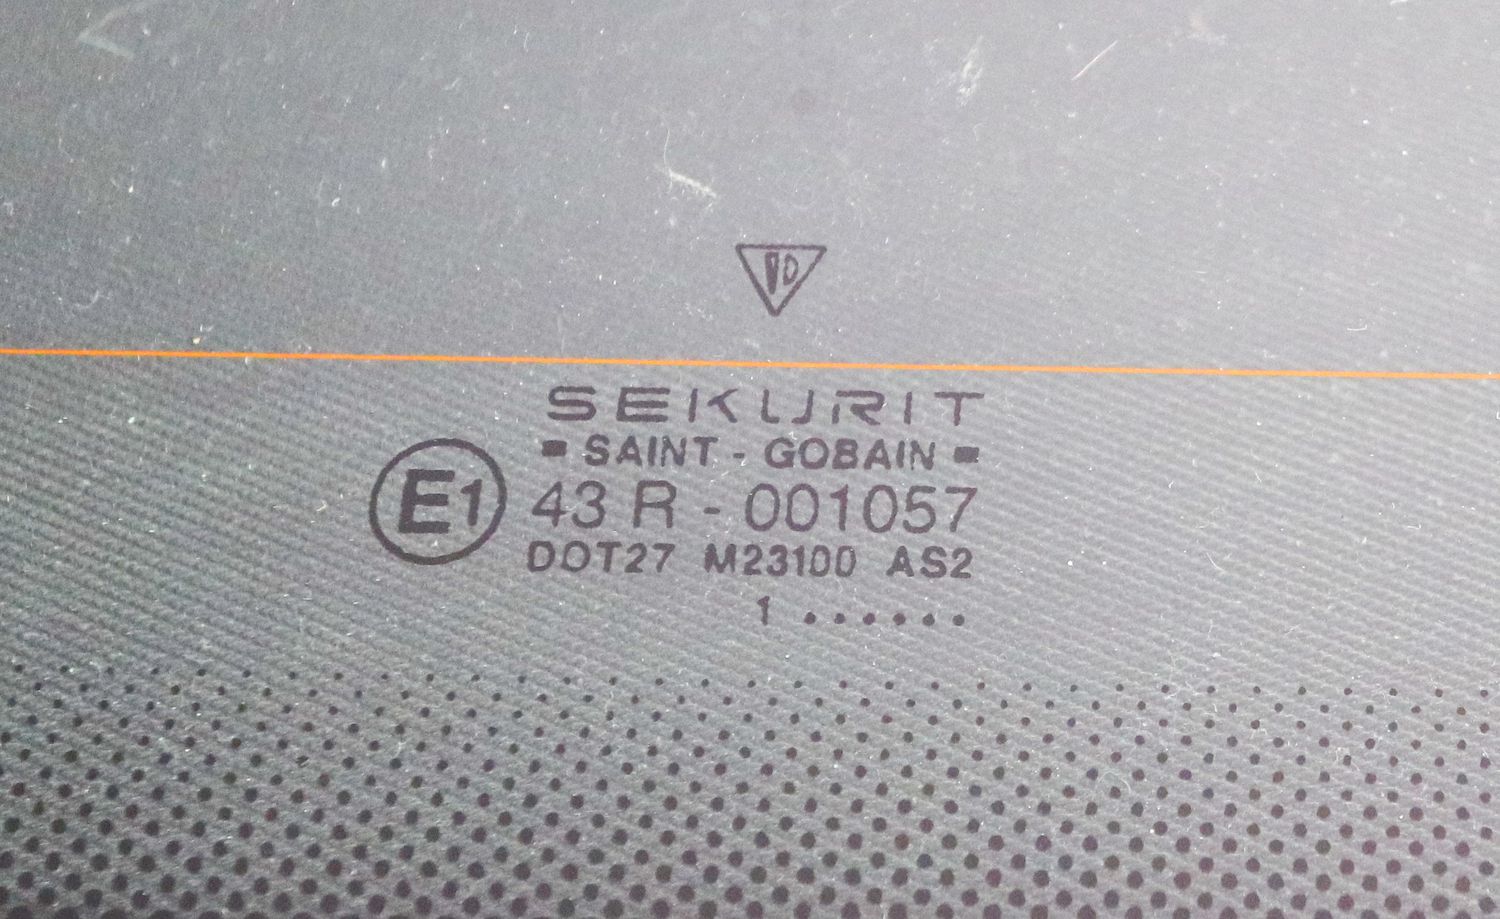 SEKURIT
SAINT - GOBAIN
E1
43 R - 001057
DOT27 M23100 AS2
1 ......